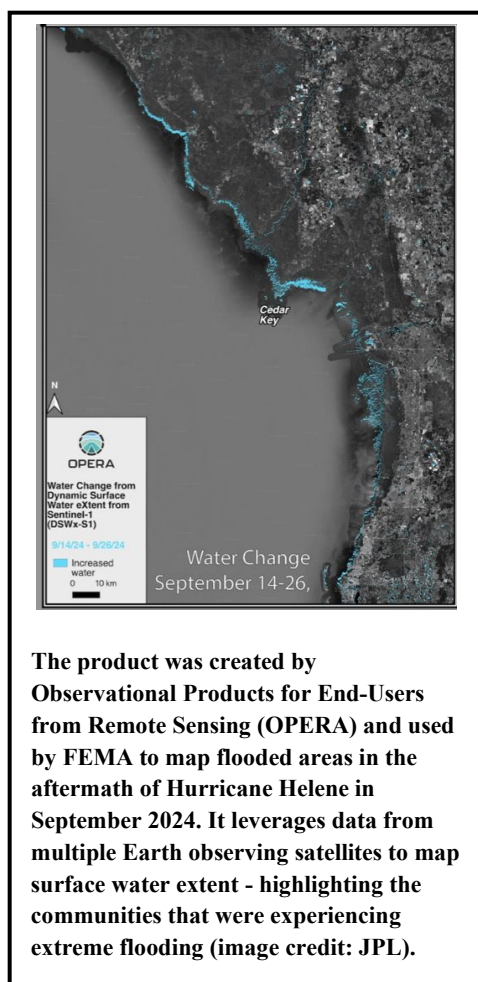 Cedar
Key
N
OPERA
Water Change from
Dynamic Surface
Water eXtent from
Sentinel-1
(DSWx-S1)
9/14/24 - 9/26/24
Increased
water
0 10 km
Water Change
September 14-26,
The product was created by
Observational Products for End-Users
from Remote Sensing (OPERA) and used
by FEMA to map flooded areas in the
aftermath of Hurricane Helene in
September 2024. It leverages data from
multiple Earth observing satellites to map
surface water extent - highlighting the
communities that were experiencing
extreme flooding (image credit: JPL).